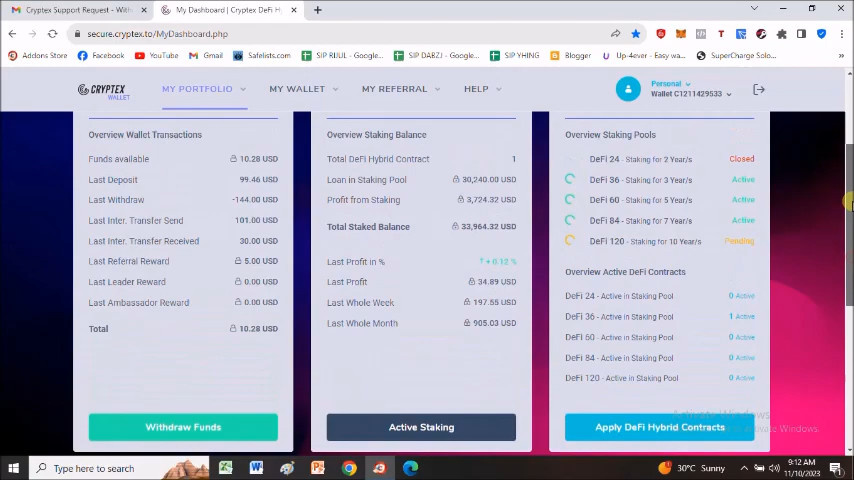 Cryptex Support Request - With
MyDashboard | Cryptex DeFi H
secure.cryptex.to/MyDashboard.php
Addons Store
Facebook
YouTube
Gmail
Safelists.com
SIP RIJUL - Google...
SIP DABZJ - Google...
SIP YHING
Blogger
Up-4ever - Easy wa...
SuperCharge Solo...
CRYPTEX
WALLET
MY PORTFOLIO
MY WALLET
MY REFERRAL
HELP
Personal
Wallet C1211429533
Overview Wallet Transactions
Funds available 10.28 USD
Last Deposit 99.46 USD
Last Withdraw -144.00 USD
Last Inter. Transfer Send 101.00 USD
Last Inter. Transfer Received 30.00 USD
Last Referral Reward 5.00 USD
Last Leader Reward 0.00 USD
Last Ambassador Reward 0.00 USD
Total 10.28 USD
Withdraw Funds
Overview Staking Balance
Total DeFi Hybrid Contract 1
Loan in Staking Pool 30,240.00 USD
Profit from Staking 3,724.32 USD
Total Staked Balance 33,964.32 USD
Last Profit in % + 0.12 %
Last Profit 34.89 USD
Last Whole Week 197.55 USD
Last Whole Month 905.03 USD
Active Staking
Overview Staking Pools
DeFi 24 - Staking for 2 Year/s Closed
DeFi 36 - Staking for 3 Year/s Active
DeFi 60 - Staking for 5 Year/s Active
DeFi 84 - Staking for 7 Year/s Active
DeFi 120 - Staking for 10 Year/s Pending
Overview Active DeFi Contracts
DeFi 24 - Active in Staking Pool 0 Active
DeFi 36 - Active in Staking Pool 1 Active
DeFi 60 - Active in Staking Pool 0 Active
DeFi 84 - Active in Staking Pool 0 Active
DeFi 120 - Active in Staking Pool 0 Active
Apply DeFi Hybrid Contracts
Activate Windows
Type here to search
30°C Sunny
9:12 AM
11/10/2023